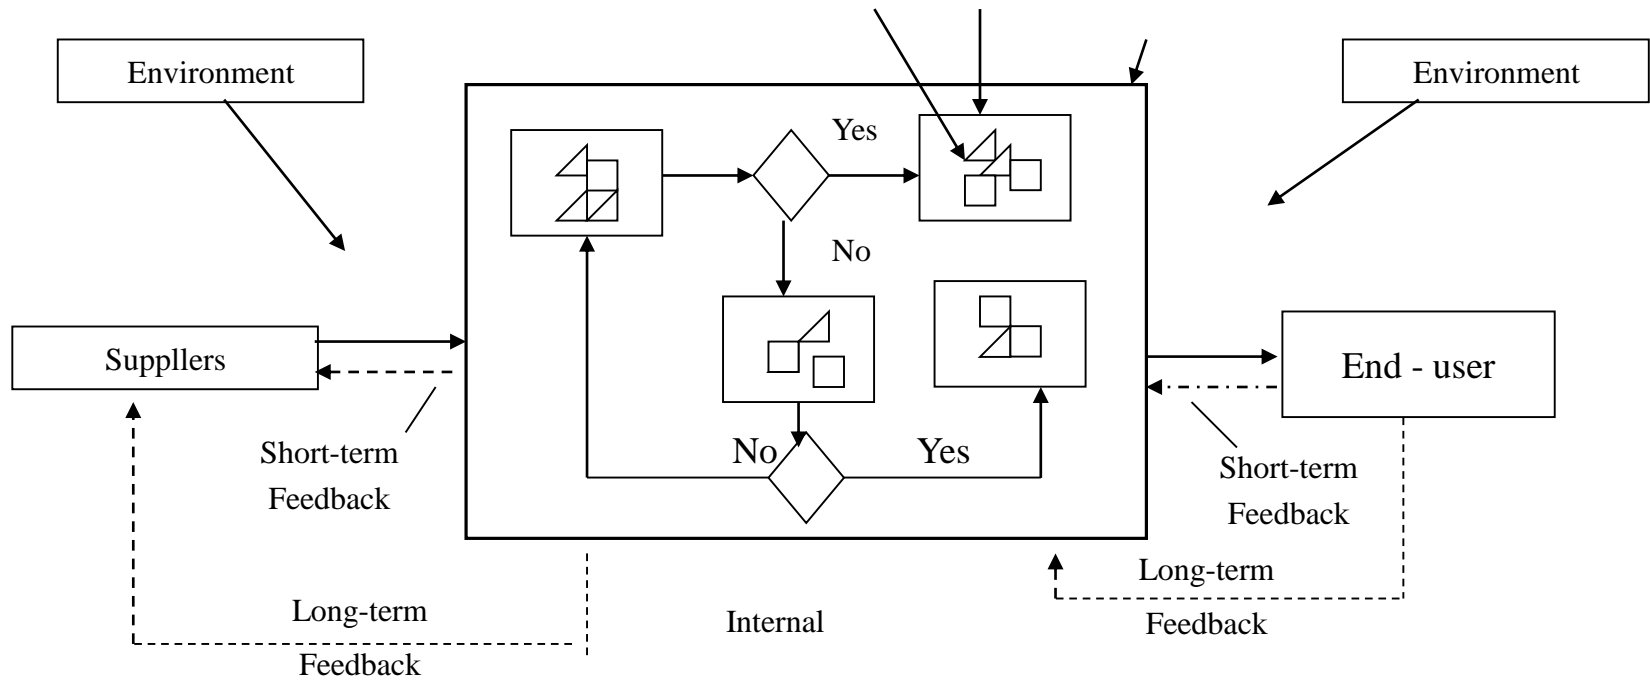 Environment
Environment
Yes
No
Suppllers
End - user
No
Yes
Short-term
Feedback
Short-term
Feedback
Long-term
Feedback
Internal
Long-term
Feedback